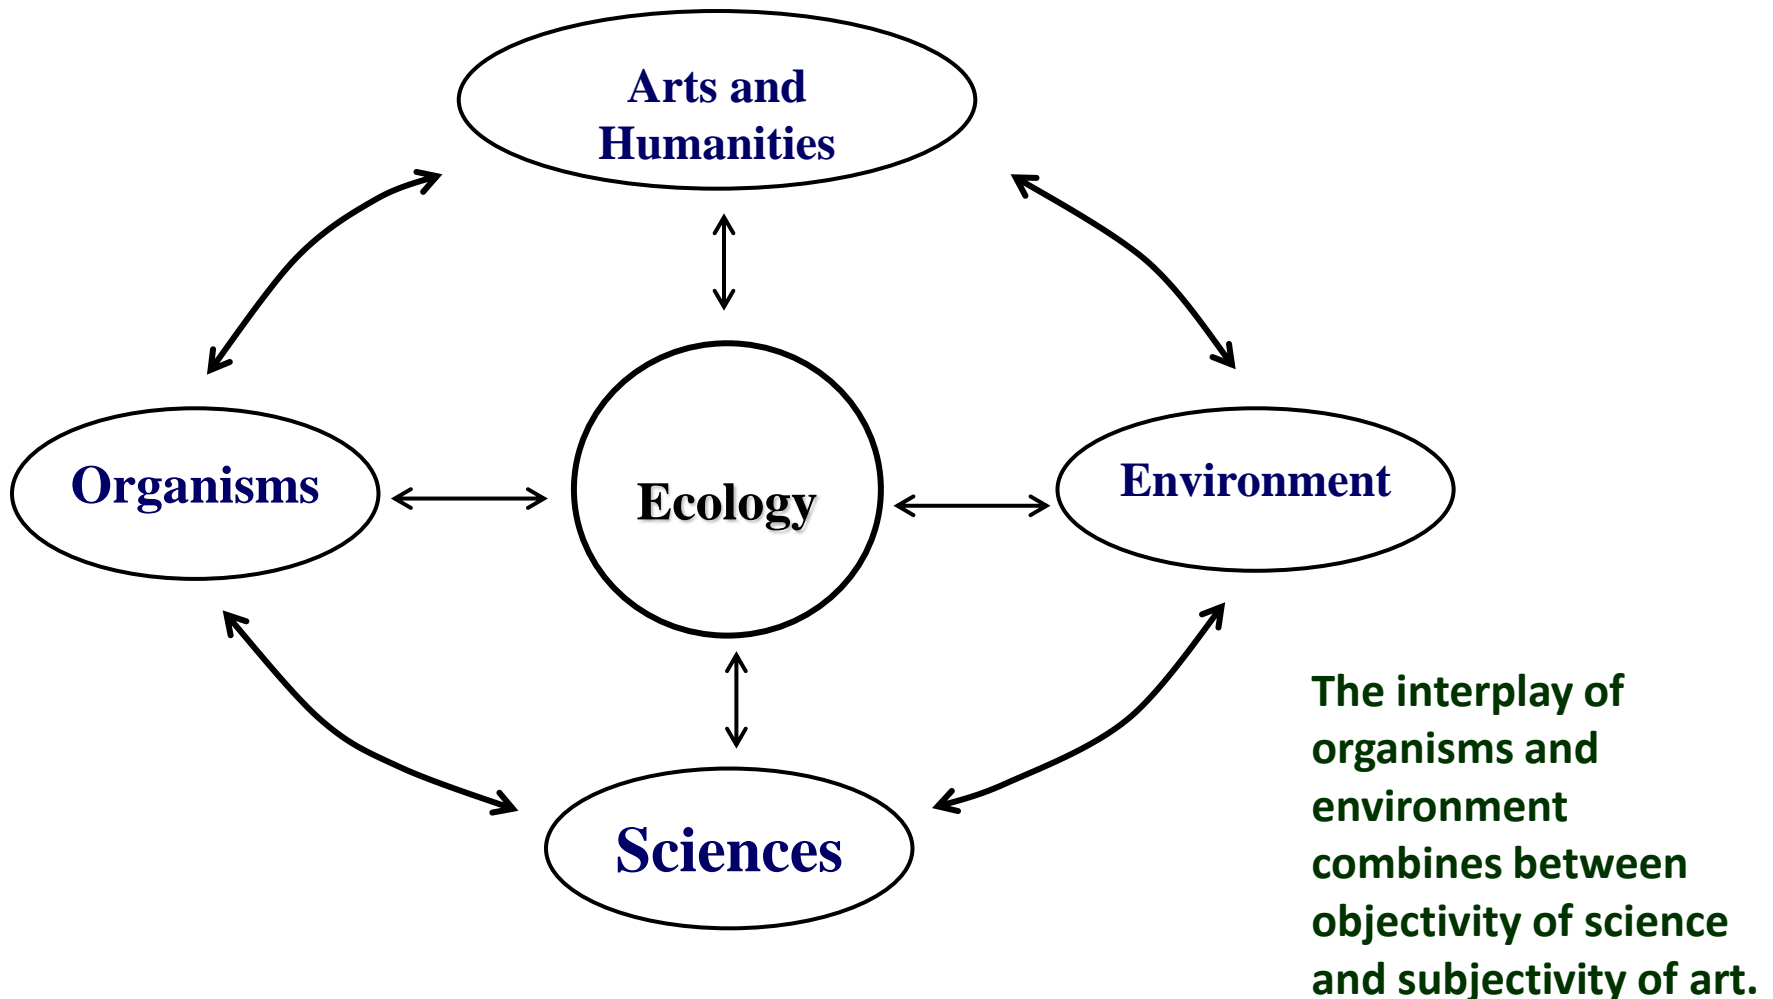 Arts and
Humanities
Organisms
Ecology
Environment
Sciences
The interplay of
organisms and
environment
combines between
objectivity of science
and subjectivity of art.